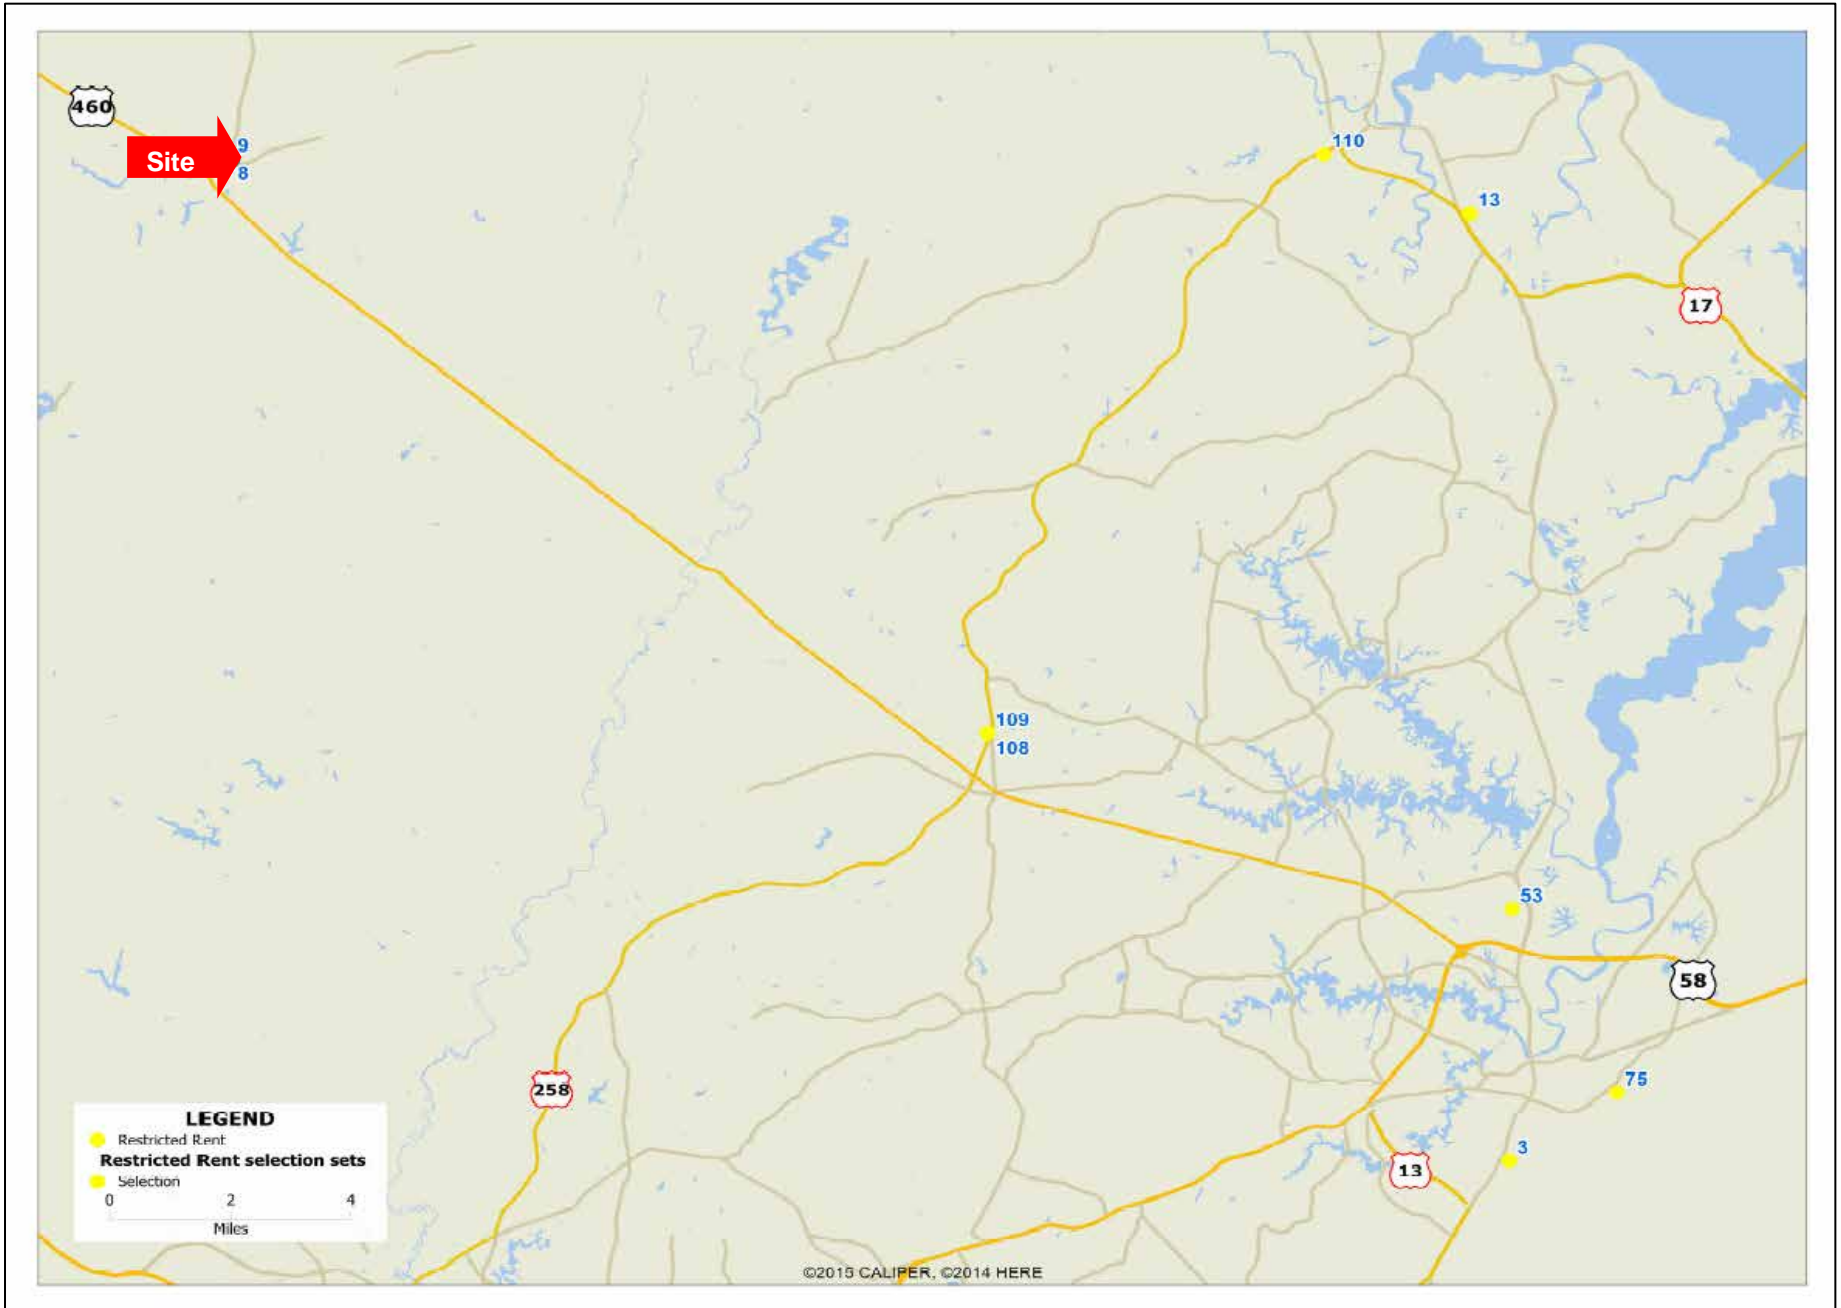 460
Site
9
8
110
13
17
109
108
53
58
258
75
3
13
LEGEND
Restricted Rent
Restricted Rent selection sets
Selection
0 2 4
Miles
©2015 CALIPER, ©2014 HERE